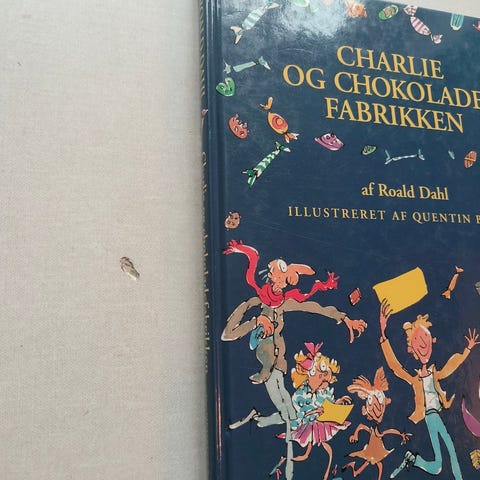 CHARLIE
OG CHOKOLADE
FABRIKKEN
af Roald Dahl
ILLUSTRERET AF QUENTIN